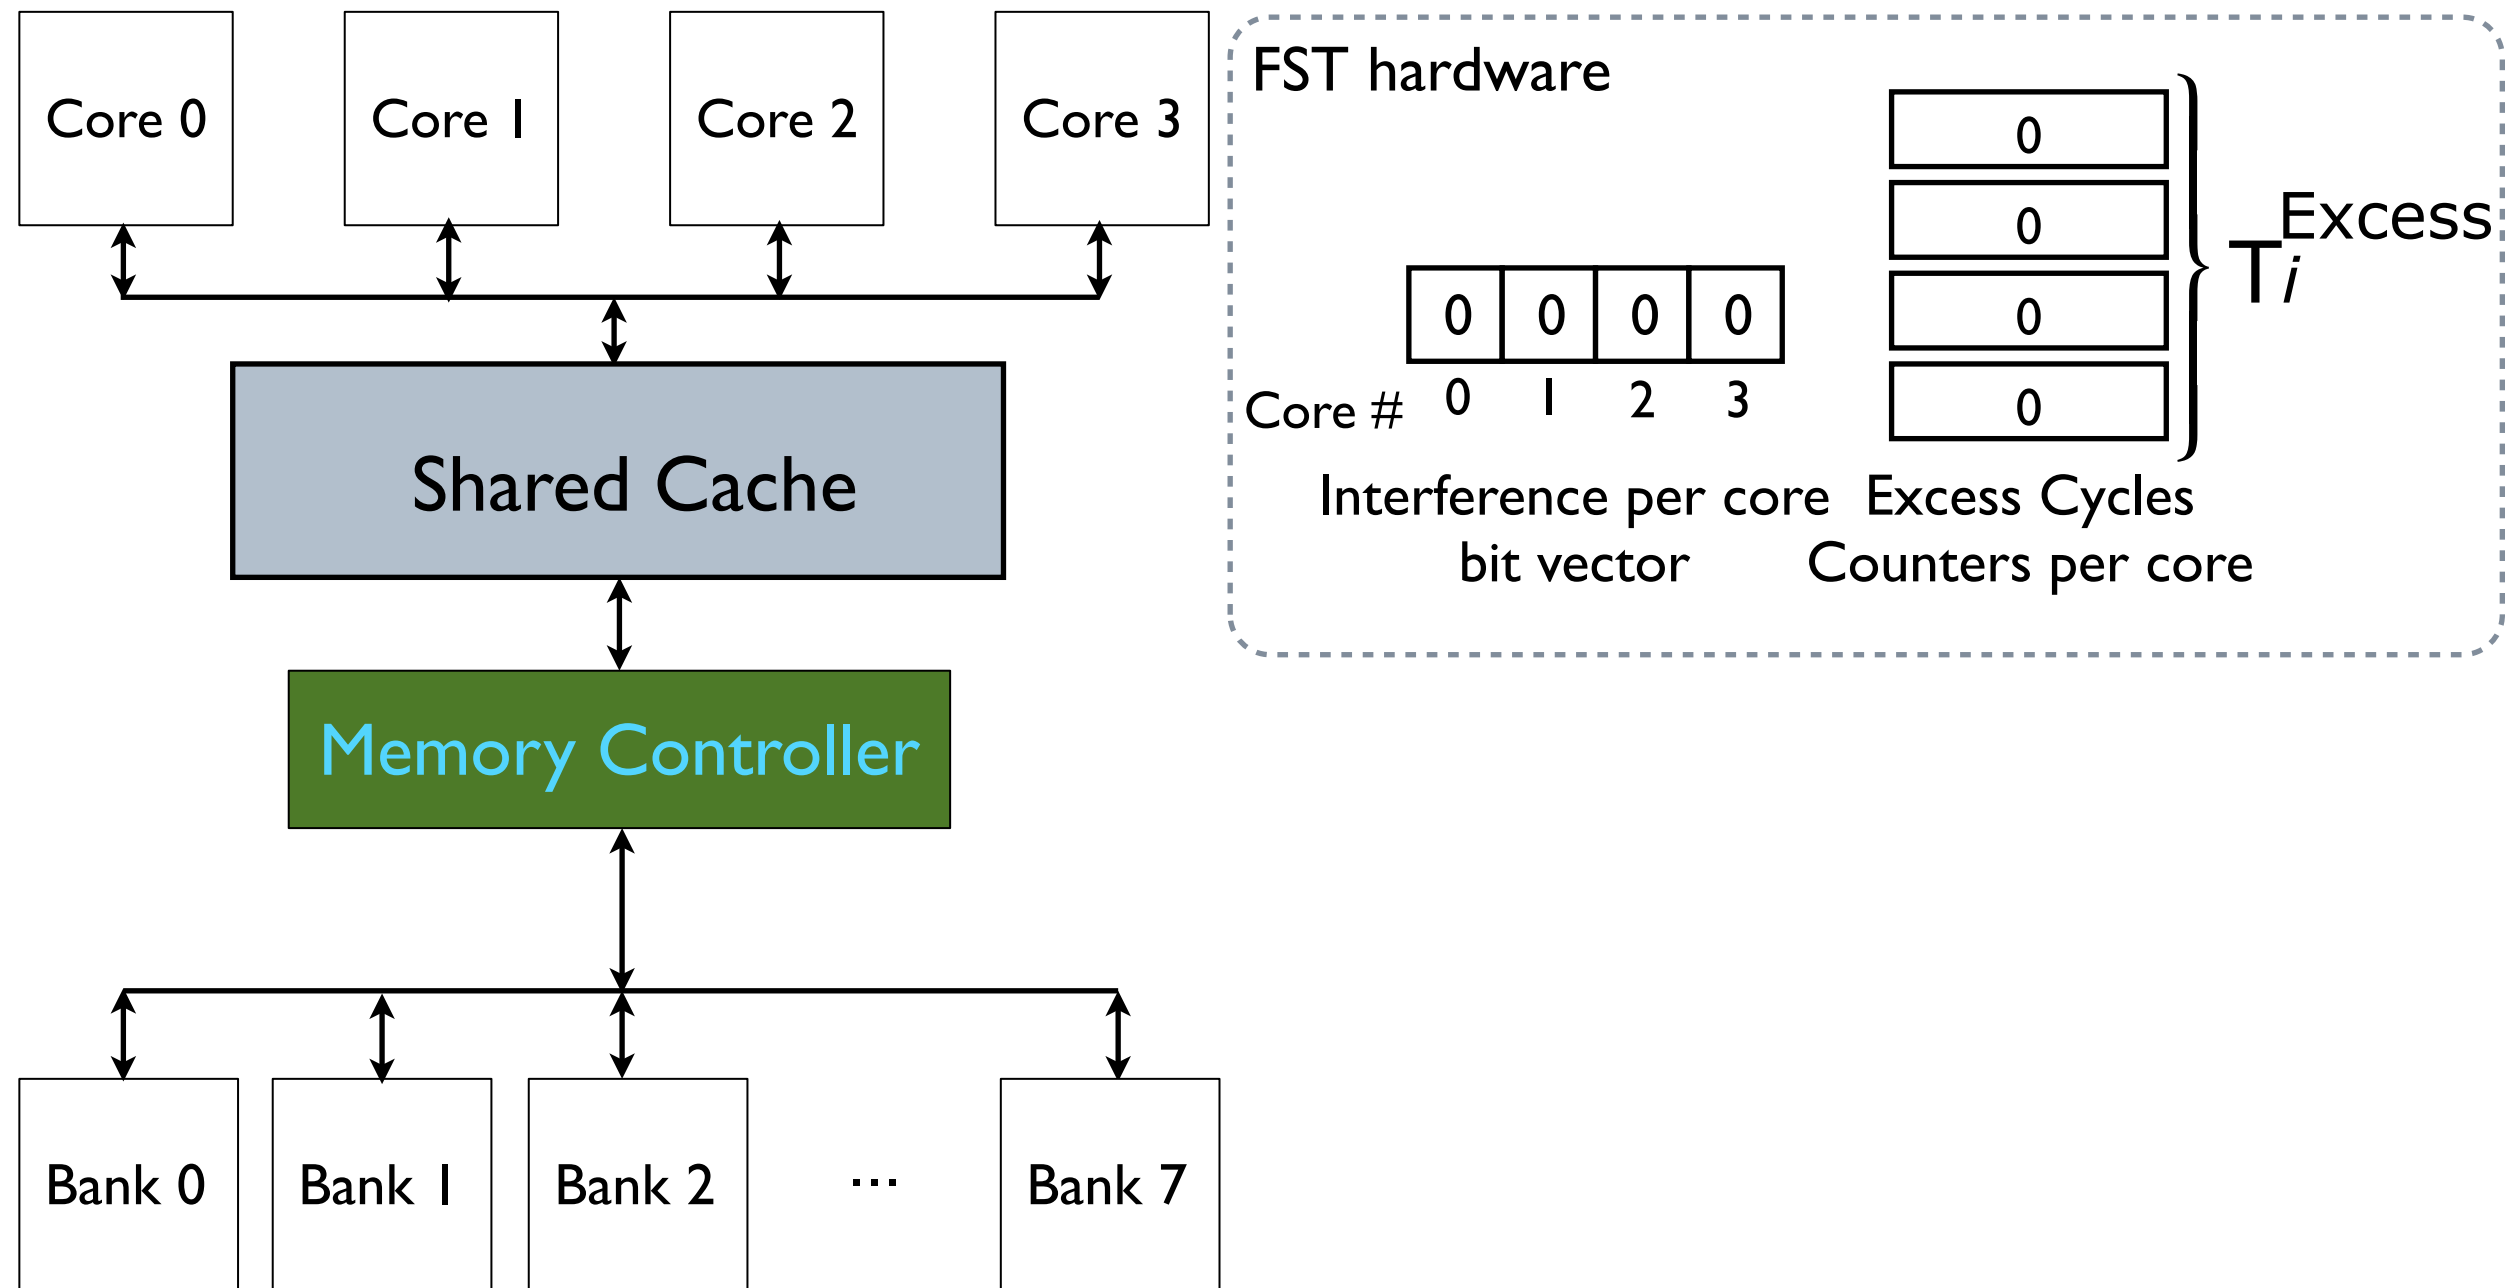 Core 0 Core 1 Core 2 Core 3
Shared Cache
Memory Controller
Bank 0 Bank 1 Bank 2 ... Bank 7
FST hardware
0 0 0 0
Core # 0 1 2 3
Interference per core
bit vector
0
0
0
0
Excess Cycles
Counters per core
T_i^Excess